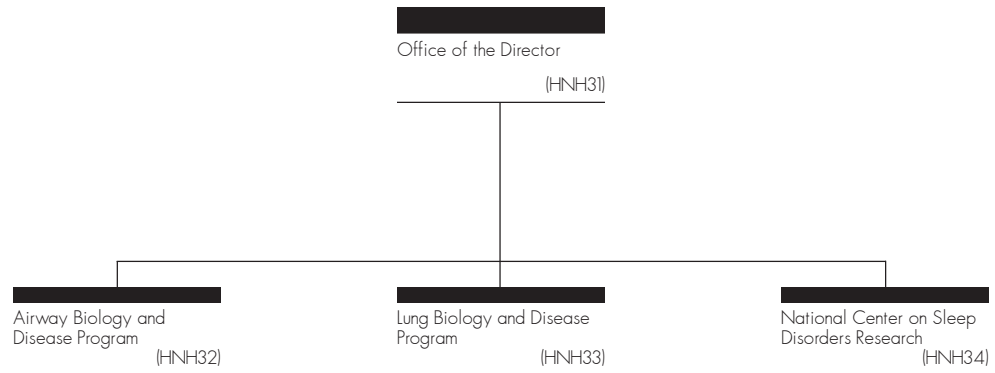 Office of the Director
(HNH31)
Airway Biology and
Disease Program
(HNH32)
Lung Biology and Disease
Program
(HNH33)
National Center on Sleep
Disorders Research
(HNH34)